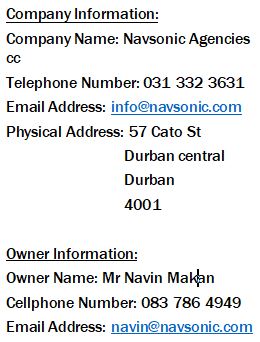 Company Information:
Company Name: Navsonic Agencies
cc
Telephone Number: 031 332 3631
Email Address: info@navsonic.com
Physical Address: 57 Cato St
Durban central
Durban
4001
Owner Information:
Owner Name: Mr Navin Makan
Cellphone Number: 083 786 4949
Email Address: navin@navsonic.com